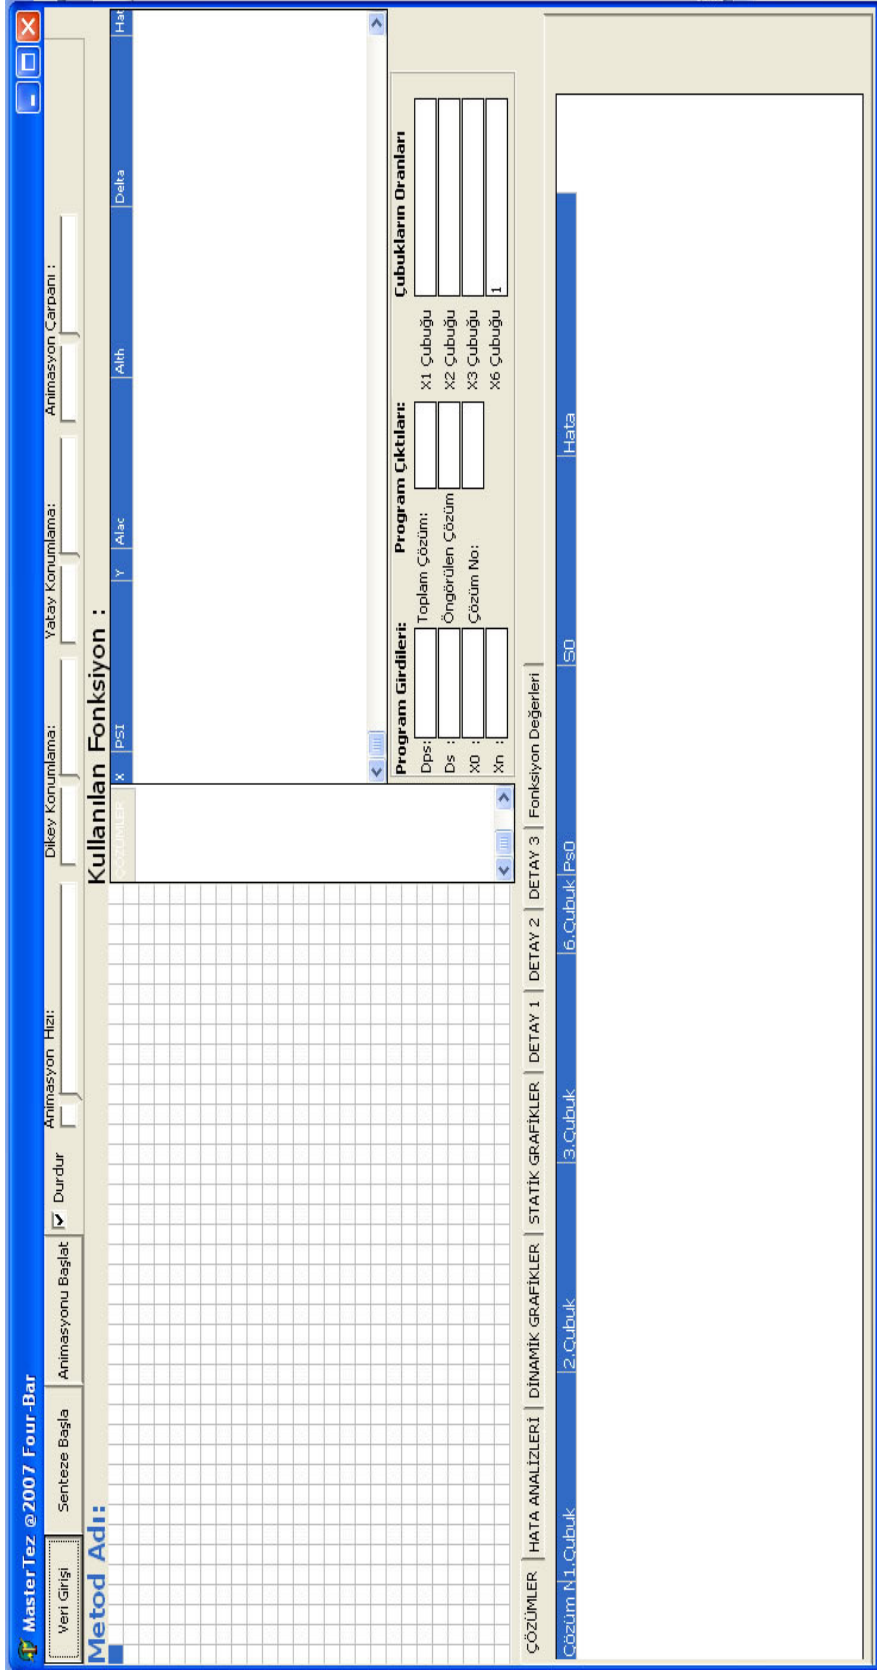 MasterTez @2007 Four-Bar
Veri Girişi Senteze Başla Animasyonu Başlat Durdur Animasyon Hızı: Dikey Konumlama: Yatay Konumlama: Animasyon Çarpanı :
Metod Adı: Kullanılan Fonksiyon :
ÇÖZÜMLER X PSI Y Alac Alth Delta Hat
Program Girdileri: Program Çıktıları: Çubukların Oranları
Dps: Toplam Çözüm: X1 Çubuğu
Ds : Öngörülen Çözüm X2 Çubuğu
X0 : Çözüm No: X3 Çubuğu
Xn : X6 Çubuğu 1
ÇÖZÜMLER HATA ANALİZLERİ DİNAMİK GRAFİKLER STATİK GRAFİKLER DETAY 1 DETAY 2 DETAY 3 Fonksiyon Değerleri
Çözüm N 1.Çubuk 2.Çubuk 3.Çubuk 6.Çubuk Ps0 S0 Hata